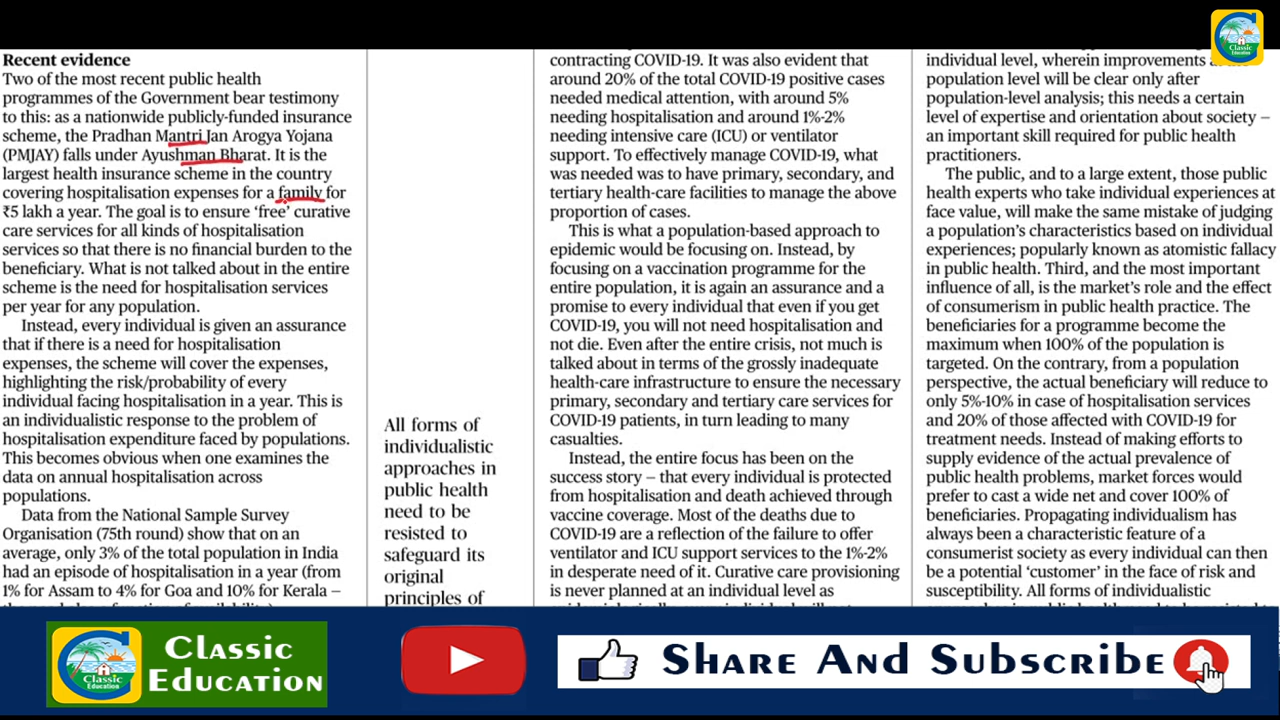 Classic
Education
Recent evidence
Two of the most recent public health
programmes of the Government bear testimony
to this: as a nationwide publicly-funded insurance
scheme, the Pradhan Mantri Jan Arogya Yojana
(PMJAY) falls under Ayushman Bharat. It is the
largest health insurance scheme in the country
covering hospitalisation expenses for a family for
₹5 lakh a year. The goal is to ensure ‘free’ curative
care services for all kinds of hospitalisation
services so that there is no financial burden to the
beneficiary. What is not talked about in the entire
scheme is the need for hospitalisation services
per year for any population.
Instead, every individual is given an assurance
that if there is a need for hospitalisation
expenses, the scheme will cover the expenses,
highlighting the risk/probability of every
individual facing hospitalisation in a year. This is
an individualistic response to the problem of
hospitalisation expenditure faced by populations.
This becomes obvious when one examines the
data on annual hospitalisation across
populations.
Data from the National Sample Survey
Organisation (75th round) show that on an
average, only 3% of the total population in India
had an episode of hospitalisation in a year (from
1% for Assam to 4% for Goa and 10% for Kerala —
All forms of
individualistic
approaches in
public health
need to be
resisted to
safeguard its
original
principles of
contracting COVID-19. It was also evident that
around 20% of the total COVID-19 positive cases
needed medical attention, with around 5%
needing hospitalisation and around 1%-2%
needing intensive care (ICU) or ventilator
support. To effectively manage COVID-19, what
was needed was to have primary, secondary, and
tertiary health-care facilities to manage the above
proportion of cases.
This is what a population-based approach to
epidemic would be focusing on. Instead, by
focusing on a vaccination programme for the
entire population, it is again an assurance and a
promise to every individual that even if you get
COVID-19, you will not need hospitalisation and
not die. Even after the entire crisis, not much is
talked about in terms of the grossly inadequate
health-care infrastructure to ensure the necessary
primary, secondary and tertiary care services for
COVID-19 patients, in turn leading to many
casualties.
Instead, the entire focus has been on the
success story — that every individual is protected
from hospitalisation and death achieved through
vaccine coverage. Most of the deaths due to
COVID-19 are a reflection of the failure to offer
ventilator and ICU support services to the 1%-2%
in desperate need of it. Curative care provisioning
is never planned at an individual level as
individual level, wherein improvements
population level will be clear only after
population-level analysis; this needs a certain
level of expertise and orientation about society —
an important skill required for public health
practitioners.
The public, and to a large extent, those public
health experts who take individual experiences at
face value, will make the same mistake of judging
a population’s characteristics based on individual
experiences; popularly known as atomistic fallacy
in public health. Third, and the most important
influence of all, is the market’s role and the effect
of consumerism in public health practice. The
beneficiaries for a programme become the
maximum when 100% of the population is
targeted. On the contrary, from a population
perspective, the actual beneficiary will reduce to
only 5%-10% in case of hospitalisation services
and 20% of those affected with COVID-19 for
treatment needs. Instead of making efforts to
supply evidence of the actual prevalence of
public health problems, market forces would
prefer to cast a wide net and cover 100% of
beneficiaries. Propagating individualism has
always been a characteristic feature of a
consumerist society as every individual can then
be a potential ‘customer’ in the face of risk and
susceptibility. All forms of individualistic
Classic
Education
Classic
Education
Share And Subscribe